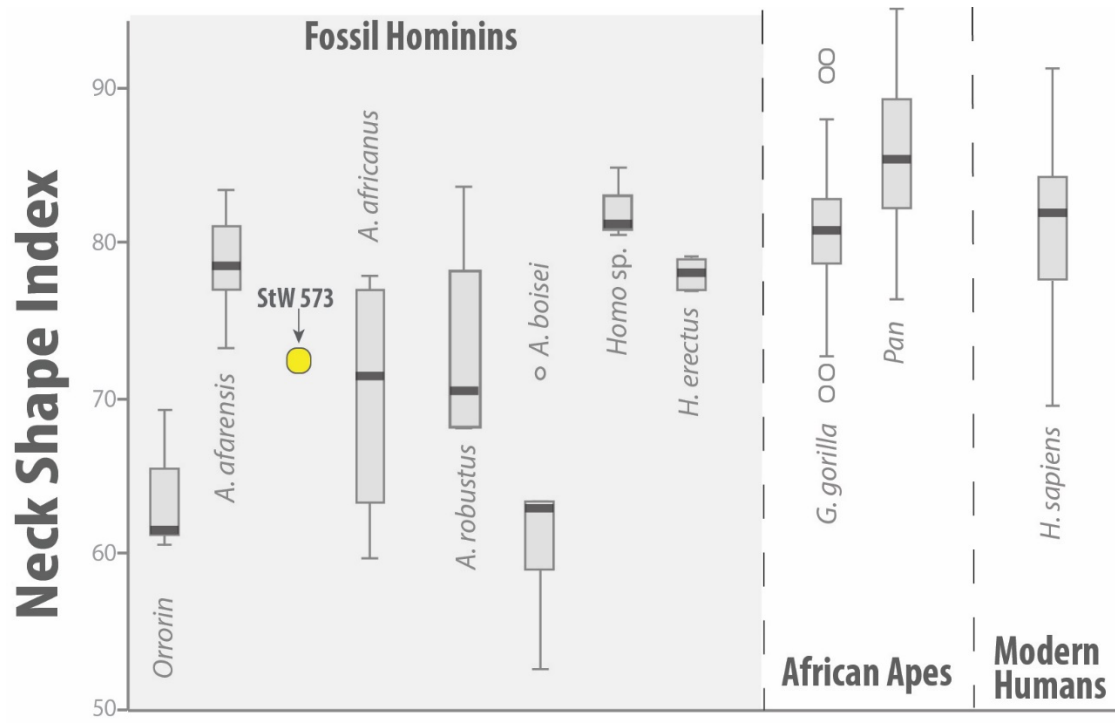 Fossil Hominins
Neck Shape Index
90
80
70
60
50
Orrorin
A. afarensis
StW 573
A. africanus
A. robustus
A. boisei
Homo sp.
H. erectus
G. gorilla
Pan
H. sapiens
African Apes
Modern
Humans